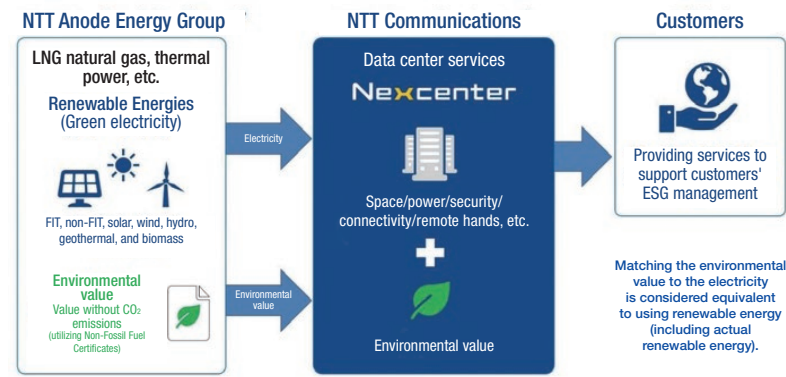 NTT Anode Energy Group
LNG natural gas, thermal
power, etc.
Renewable Energies
(Green electricity)
FIT, non-FIT, solar, wind, hydro,
geothermal, and biomass
Environmental
value
Value without CO₂
emissions
(utilizing Non-Fossil Fuel
Certificates)
Electricity
Environmental
value
NTT Communications
Data center services
Nexcenter
Space/power/security/
connectivity/remote hands, etc.
+
Environmental value
Customers
Providing services to
support customers'
ESG management
Matching the environmental
value to the electricity
is considered equivalent
to using renewable energy
(including actual
renewable energy).